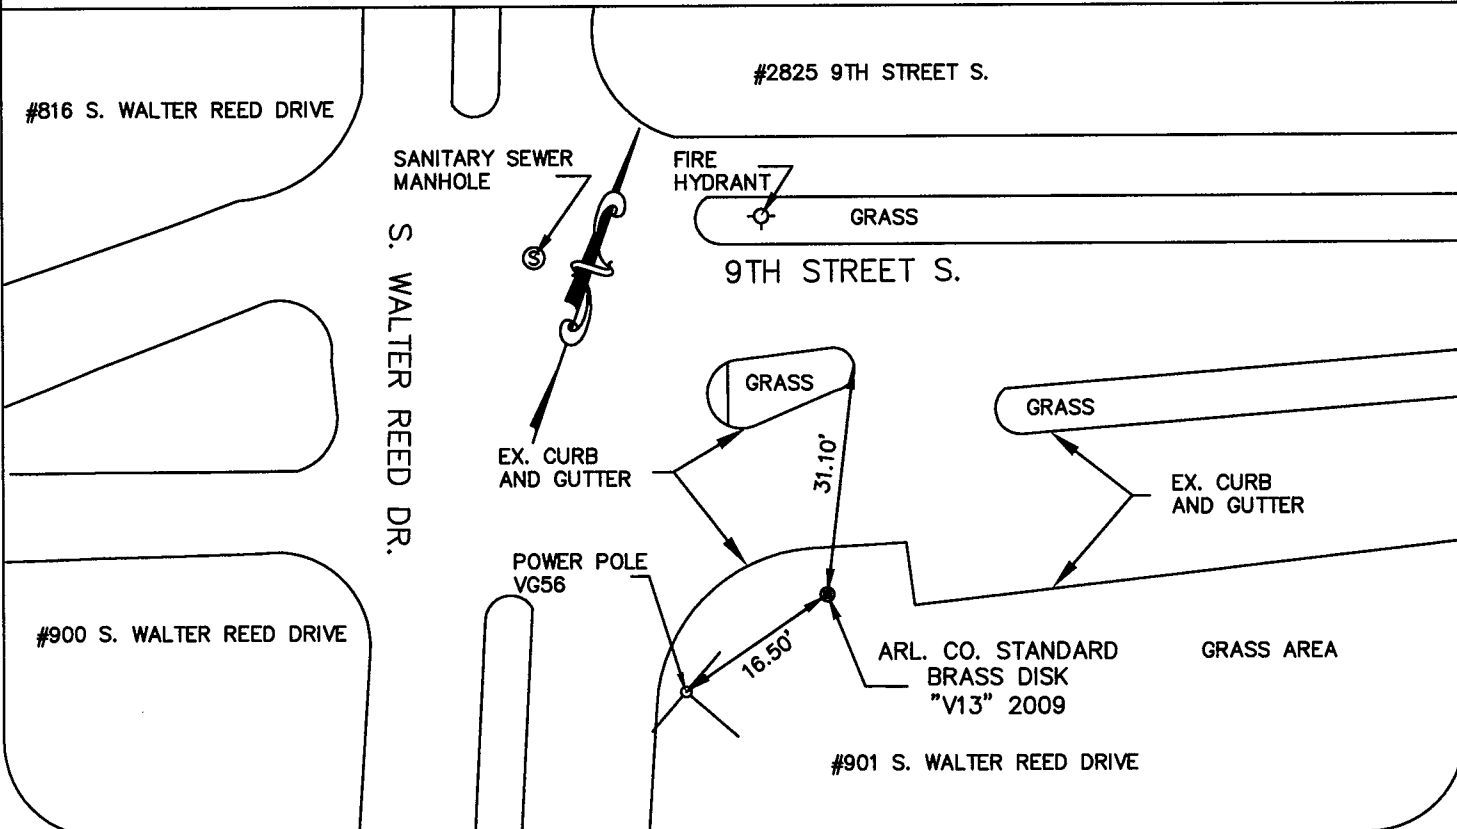 #2825 9TH STREET S.
#816 S. WALTER REED DRIVE
SANITARY SEWER
MANHOLE
FIRE
HYDRANT
S
GRASS
9TH STREET S.
S. WALTER REED DR.
GRASS
GRASS
31.10'
EX. CURB
AND GUTTER
EX. CURB
AND GUTTER
POWER POLE
VG56
16.50'
#900 S. WALTER REED DRIVE
ARL. CO. STANDARD
BRASS DISK
"V13" 2009
GRASS AREA
#901 S. WALTER REED DRIVE